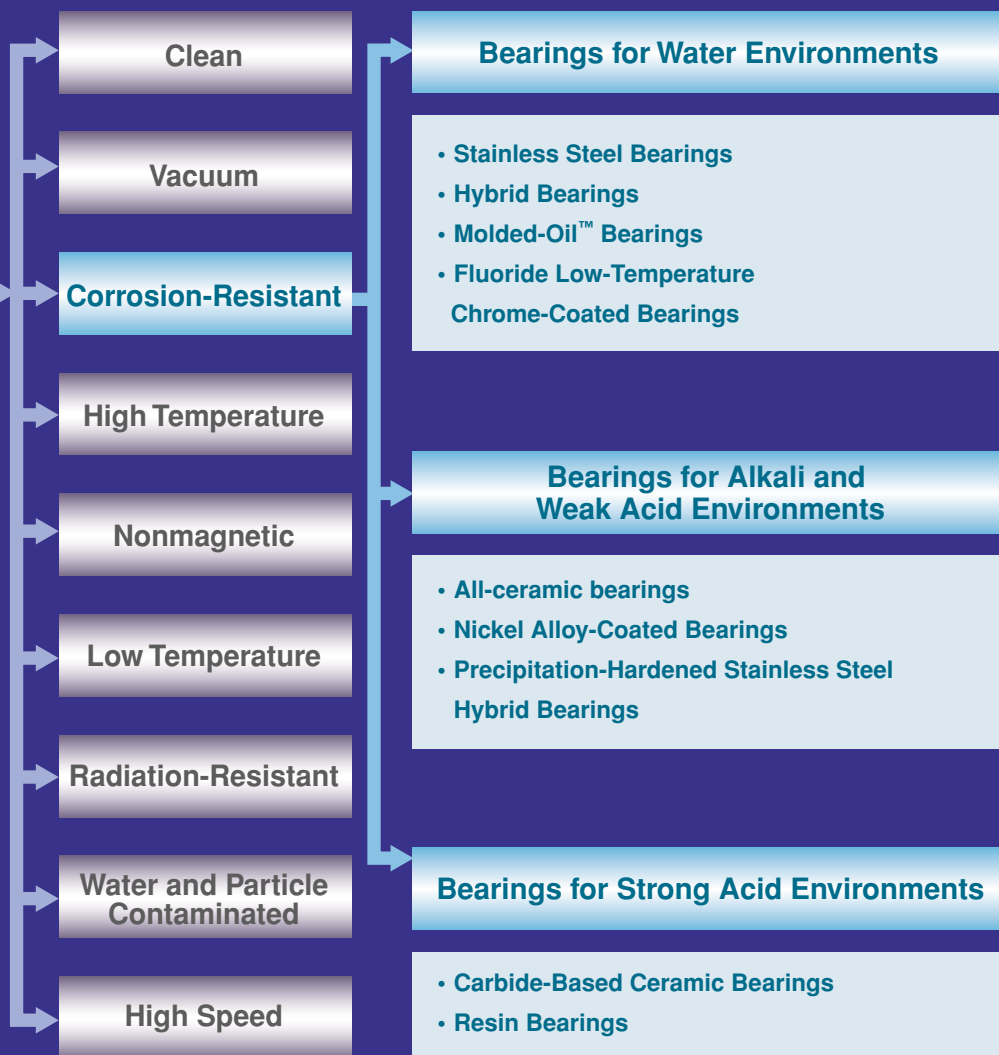 Clean
Vacuum
Corrosion-Resistant
High Temperature
Nonmagnetic
Low Temperature
Radiation-Resistant
Water and Particle
Contaminated
High Speed
Bearings for Water Environments
• Stainless Steel Bearings
• Hybrid Bearings
• Molded-Oil™ Bearings
• Fluoride Low-Temperature
Chrome-Coated Bearings
Bearings for Alkali and
Weak Acid Environments
• All-ceramic bearings
• Nickel Alloy-Coated Bearings
• Precipitation-Hardened Stainless Steel
Hybrid Bearings
Bearings for Strong Acid Environments
• Carbide-Based Ceramic Bearings
• Resin Bearings